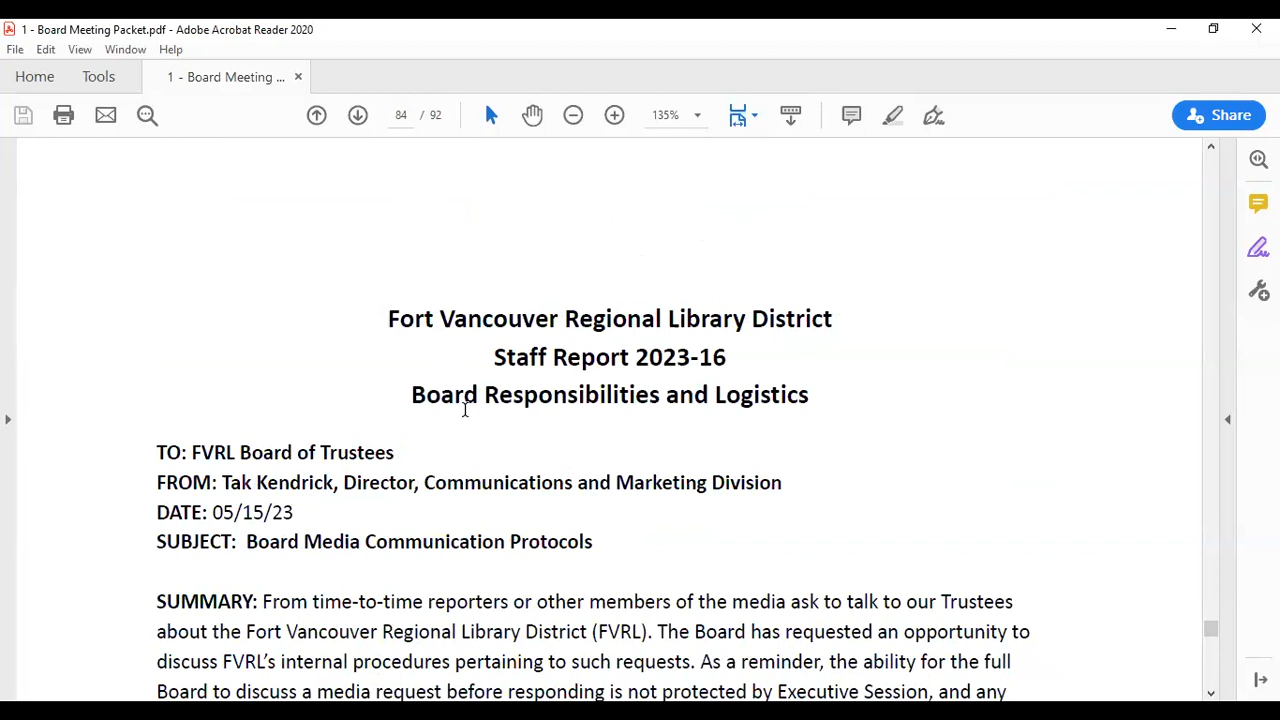 1 - Board Meeting Packet.pdf - Adobe Acrobat Reader 2020
File Edit View Window Help
Home Tools 1 - Board Meeting ... ×
84 / 92 135% Share
Fort Vancouver Regional Library District
Staff Report 2023-16
Board Responsibilities and Logistics
TO: FVRL Board of Trustees
FROM: Tak Kendrick, Director, Communications and Marketing Division
DATE: 05/15/23
SUBJECT: Board Media Communication Protocols
SUMMARY: From time-to-time reporters or other members of the media ask to talk to our Trustees
about the Fort Vancouver Regional Library District (FVRL). The Board has requested an opportunity to
discuss FVRL’s internal procedures pertaining to such requests. As a reminder, the ability for the full
Board to discuss a media request before responding is not protected by Executive Session, and any